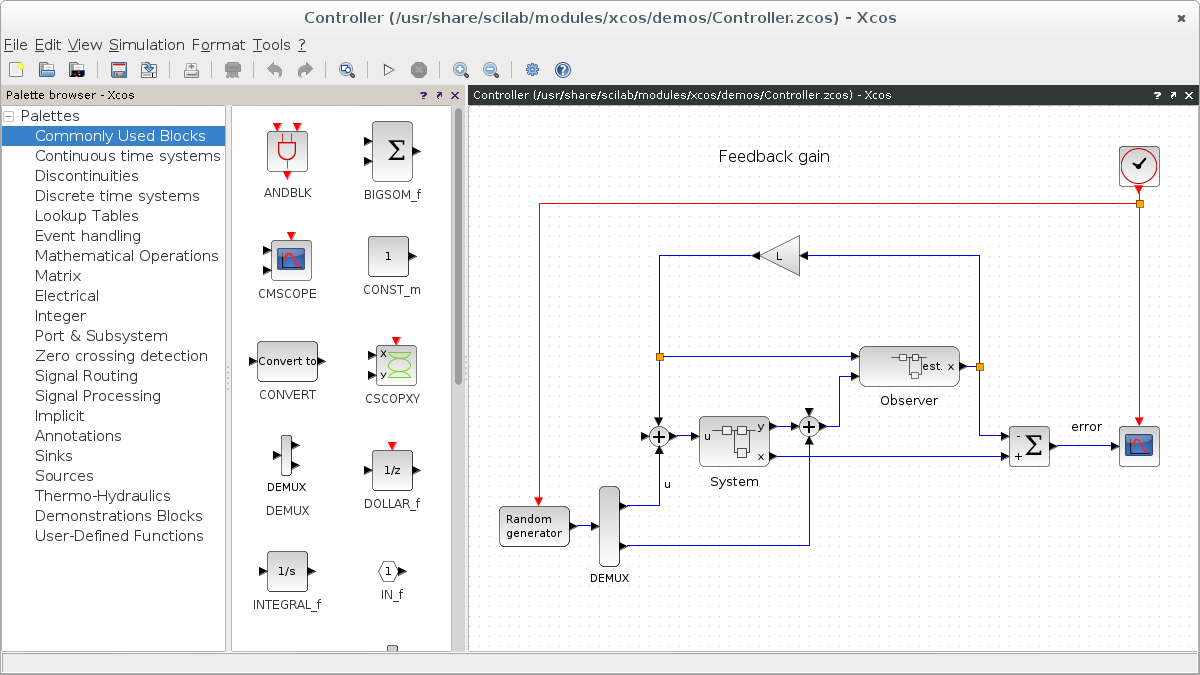 Controller (/usr/share/scilab/modules/xcos/demos/Controller.zcos) - Xcos
File Edit View Simulation Format Tools ?
Palette browser - Xcos
Palettes
Commonly Used Blocks
Continuous time systems
Discontinuities
Discrete time systems
Lookup Tables
Event handling
Mathematical Operations
Matrix
Electrical
Integer
Port & Subsystem
Zero crossing detection
Signal Routing
Signal Processing
Implicit
Annotations
Sinks
Sources
Thermo-Hydraulics
Demonstrations Blocks
User-Defined Functions
ANDBLK
Σ
BIGSOM_f
CMSCOPE
1
CONST_m
Convert to
CONVERT
x
y
CSCOPXY
DEMUX
DEMUX
1/z
DOLLAR_f
1/s
INTEGRAL_f
1
IN_f
Controller (/usr/share/scilab/modules/xcos/demos/Controller.zcos) - Xcos
Feedback gain
L
est. x
Observer
u
y
x
System
-
+
Σ
error
u
Random
generator
DEMUX